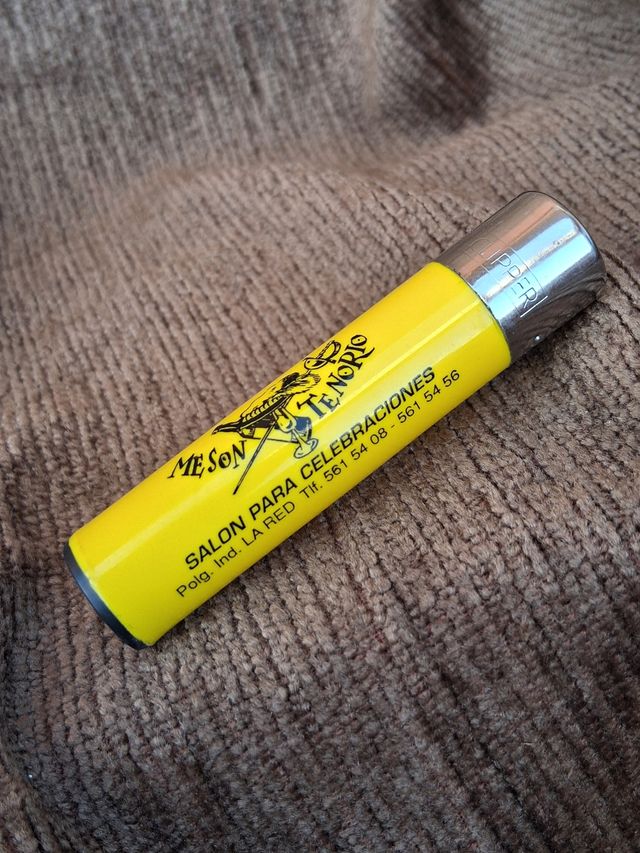 CLIPPER
MESON TENORIO
SALON PARA CELEBRACIONES
Polg. Ind. LA RED Tlf. 561 54 08 - 561 54 56